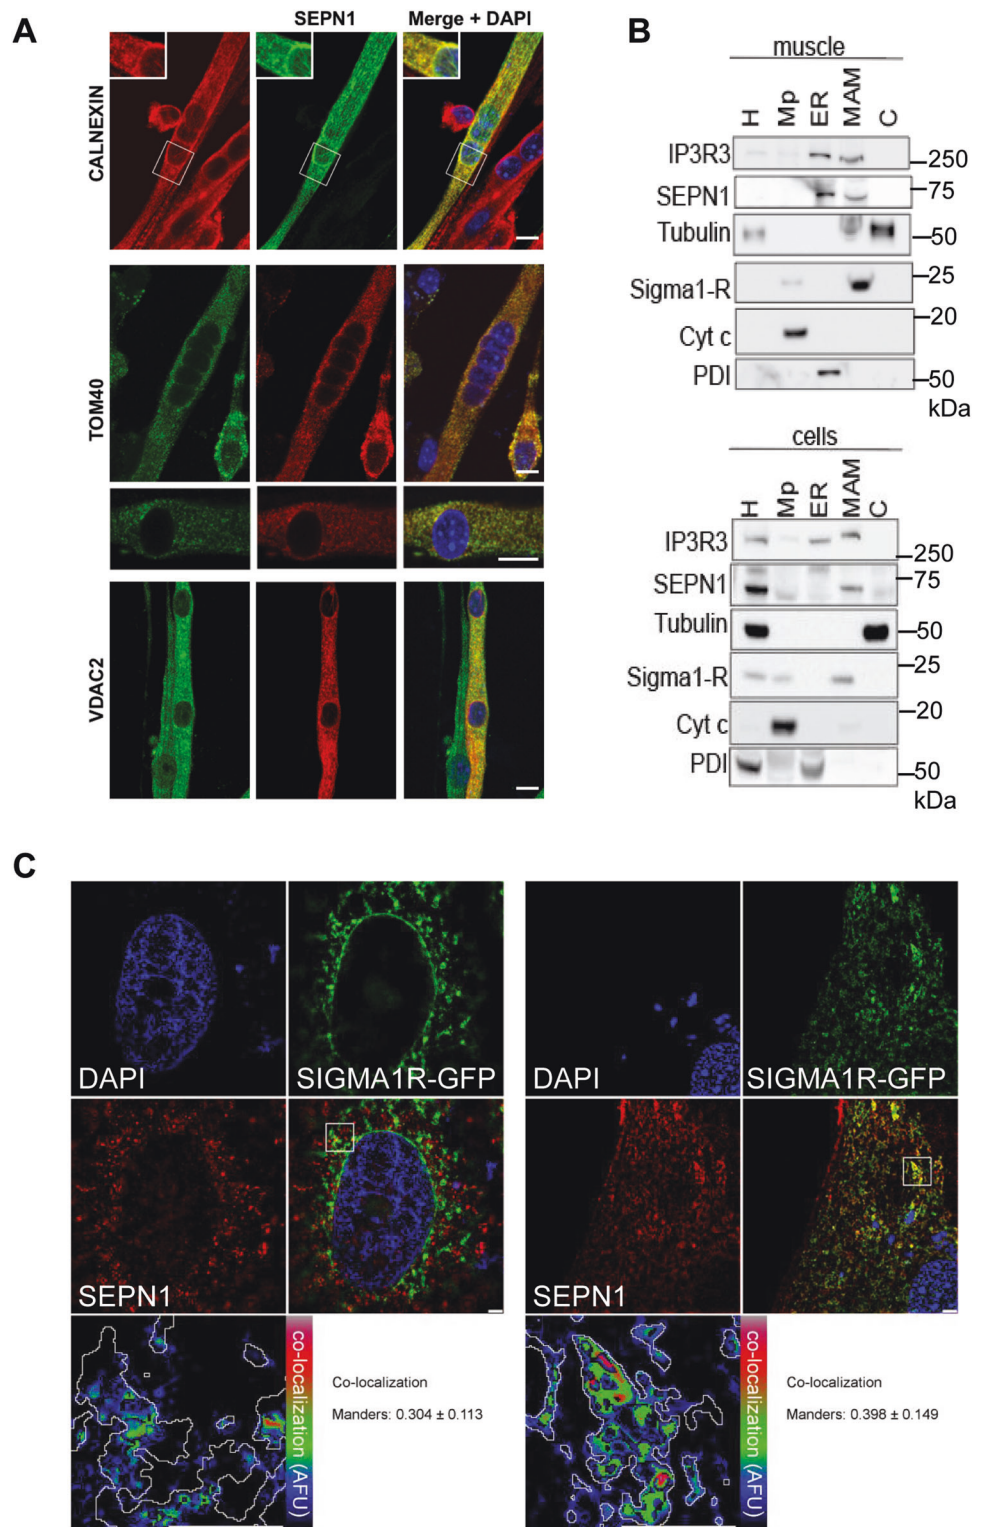 A
SEPN1 Merge + DAPI
CALNEXIN
TOM40
VDAC2
B
muscle
H Mp ER MAM C
IP3R3 250
SEPN1 75
Tubulin 50
Sigma1-R 25
Cyt c 20
PDI 50
kDa
cells
H Mp ER MAM C
IP3R3 250
SEPN1 75
Tubulin 50
Sigma1-R 25
Cyt c 20
PDI 50
kDa
C
DAPI SIGMA1R-GFP DAPI SIGMA1R-GFP
SEPN1 SEPN1
co-localization (AFU)
Co-localization
Manders: 0.304 ± 0.113
co-localization (AFU)
Co-localization
Manders: 0.398 ± 0.149